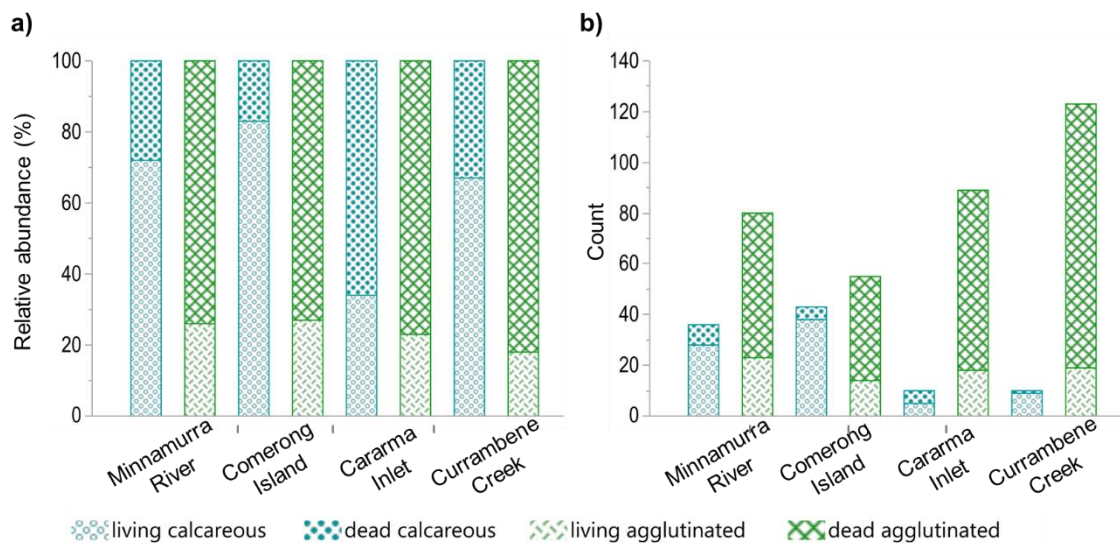 a)
Relative abundance (%)
100
80
60
40
20
0
Minnamurra
River
Comerong
Island
Cararma
Inlet
Currambene
Creek
b)
Count
140
120
100
80
60
40
20
0
Minnamurra
River
Comerong
Island
Cararma
Inlet
Currambene
Creek
living calcareous dead calcareous living agglutinated dead agglutinated